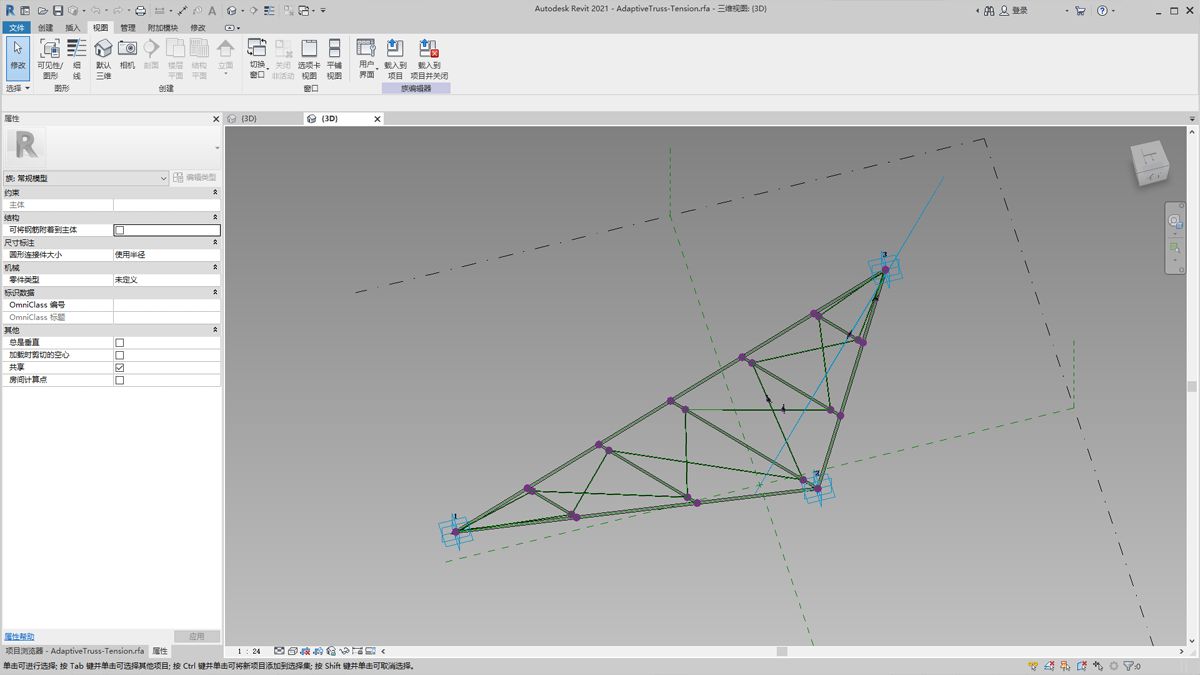 Autodesk Revit 2021 - AdaptiveTruss-Tension.rfa - 三维视图: {3D}
登录
文件 创建 插入 视图 管理 附加模块 修改
修改
可见性/图形
细线
默认三维
相机
剖面
楼层平面
结构平面
立面
切换窗口
关闭非活动
选项卡视图
平铺视图
用户界面
载入到项目
载入到项目并关闭
选择 图形 创建 窗口 族编辑器
属性
{3D}
{3D}
R
族: 常规模型
编辑类型
约束
主体
结构
可将钢筋附着到主体
尺寸标注
圆形连接件大小 使用半径
机械
零件类型 未定义
标识数据
OmniClass 编号
OmniClass 标题
其他
总是垂直
加载时剪切的空心
共享
房间计算点
3
2
1
属性帮助
应用
项目浏览器 - AdaptiveTruss-Tension.rfa 属性
1 : 24
单击可进行选择; 按 Tab 键并单击可选择其他项目; 按 Ctrl 键并单击可将新项目添加到选择集; 按 Shift 键并单击可取消选择。
:0